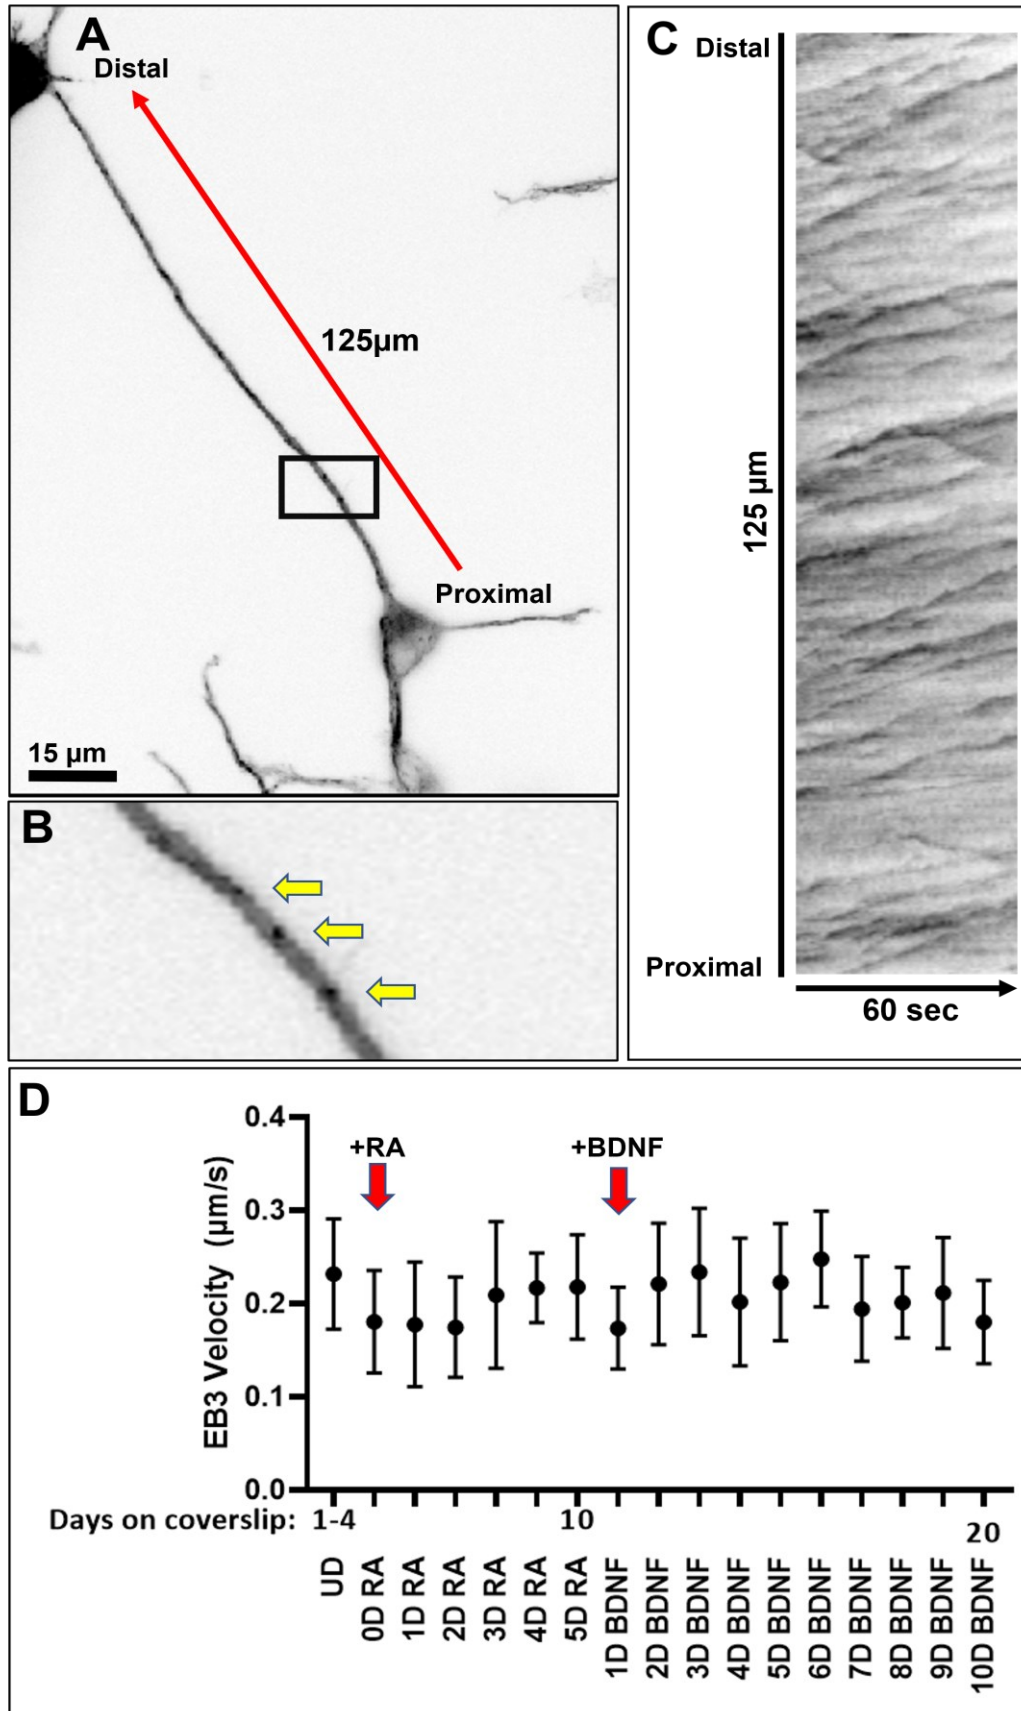 A
Distal
125μm
Proximal
15 μm
B
C
Distal
125 μm
Proximal
60 sec
D
EB3 Velocity (μm/s)
0.4
0.3
0.2
0.1
0.0
+RA
+BDNF
Days on coverslip: 1-4 10 20
UD
0D RA
1D RA
2D RA
3D RA
4D RA
5D RA
1D BDNF
2D BDNF
3D BDNF
4D BDNF
5D BDNF
6D BDNF
7D BDNF
8D BDNF
9D BDNF
10D BDNF